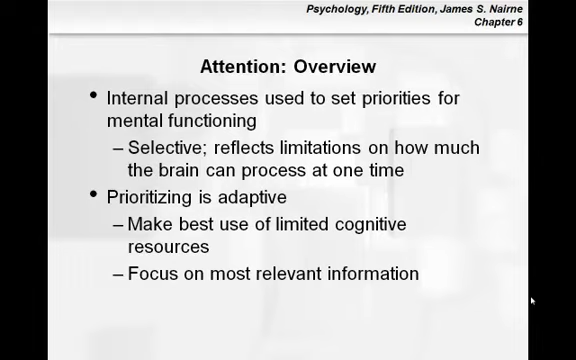 Psychology, Fifth Edition, James S. Nairne
Chapter 6
Attention: Overview
• Internal processes used to set priorities for
mental functioning
– Selective; reflects limitations on how much
the brain can process at one time
• Prioritizing is adaptive
– Make best use of limited cognitive
resources
– Focus on most relevant information